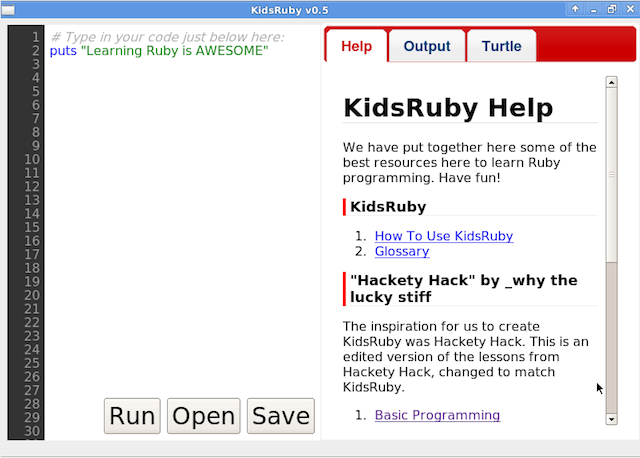 KidsRuby v0.5
1 # Type in your code just below here:
2 puts "Learning Ruby is AWESOME"
3
4
5
6
7
8
9
10
11
12
13
14
15
16
17
18
19
20
21
22
23
24
25
26
27
28
29
30
Run Open Save
Help Output Turtle
KidsRuby Help
We have put together here some of the
best resources here to learn Ruby
programming. Have fun!
KidsRuby
1. How To Use KidsRuby
2. Glossary
"Hackety Hack" by _why the
lucky stiff
The inspiration for us to create
KidsRuby was Hackety Hack. This is an
edited version of the lessons from
Hackety Hack, changed to match
KidsRuby.
1. Basic Programming